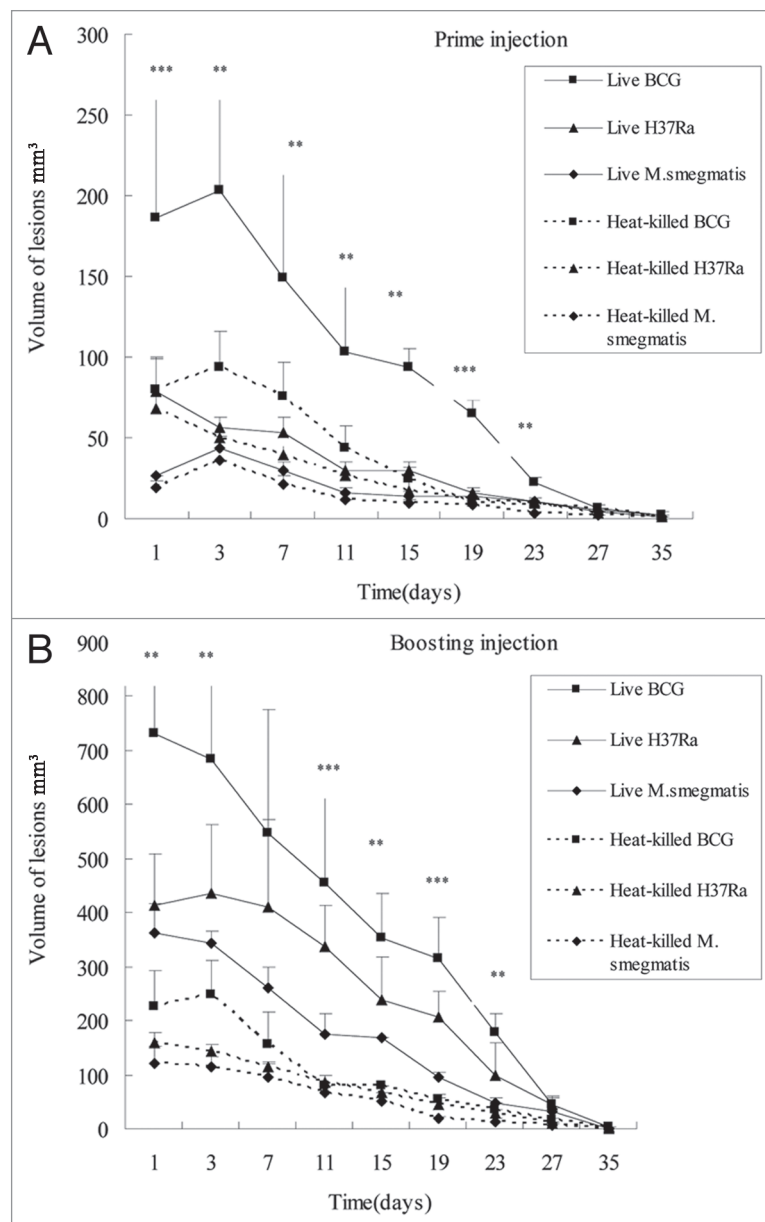 A
Prime injection
300
250
200
150
100
50
0
Volume of lesions mm³
***
**
**
**
**
***
**
Live BCG
Live H37Ra
Live M.smegmatis
Heat-killed BCG
Heat-killed H37Ra
Heat-killed M.
smegmatis
1 3 7 11 15 19 23 27 35
Time(days)
B
Boosting injection
900
800
700
600
500
400
300
200
100
0
Volume of lesions mm³
**
**
***
**
***
**
Live BCG
Live H37Ra
Live M.smegmatis
Heat-killed BCG
Heat-killed H37Ra
Heat-killed M.
smegmatis
1 3 7 11 15 19 23 27 35
Time(days)